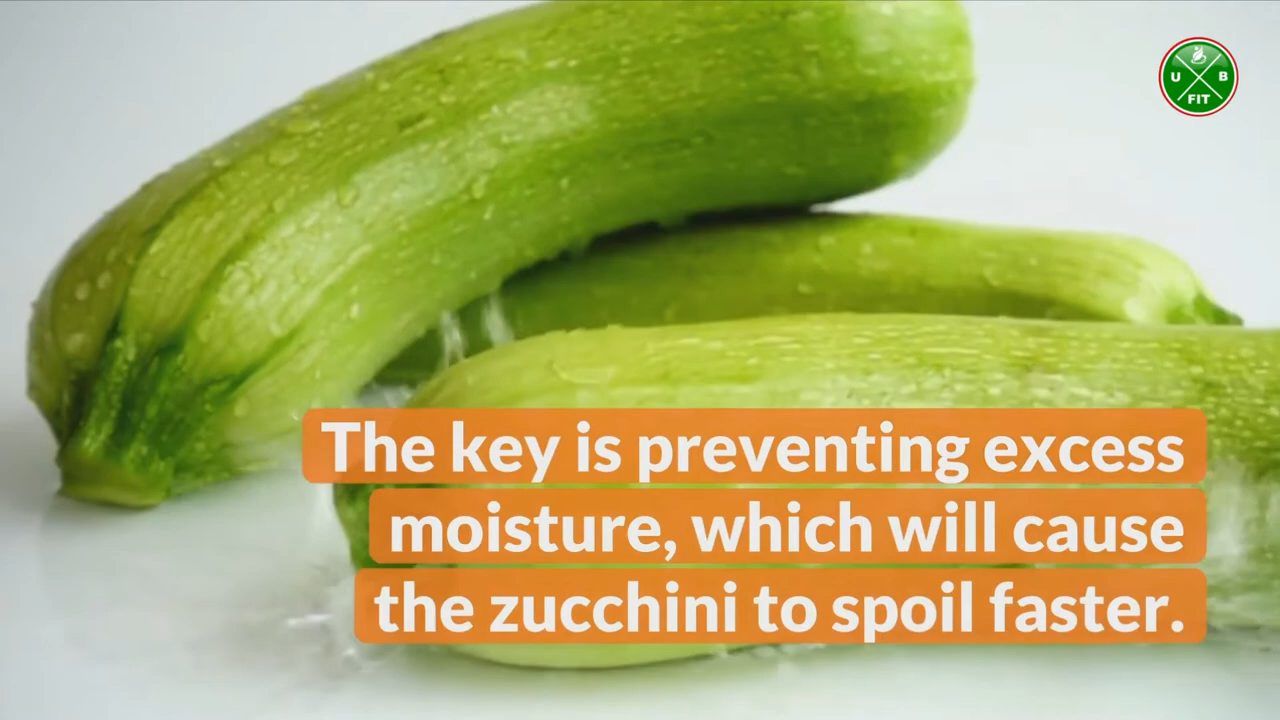 U B
FIT
The key is preventing excess
moisture, which will cause
the zucchini to spoil faster.